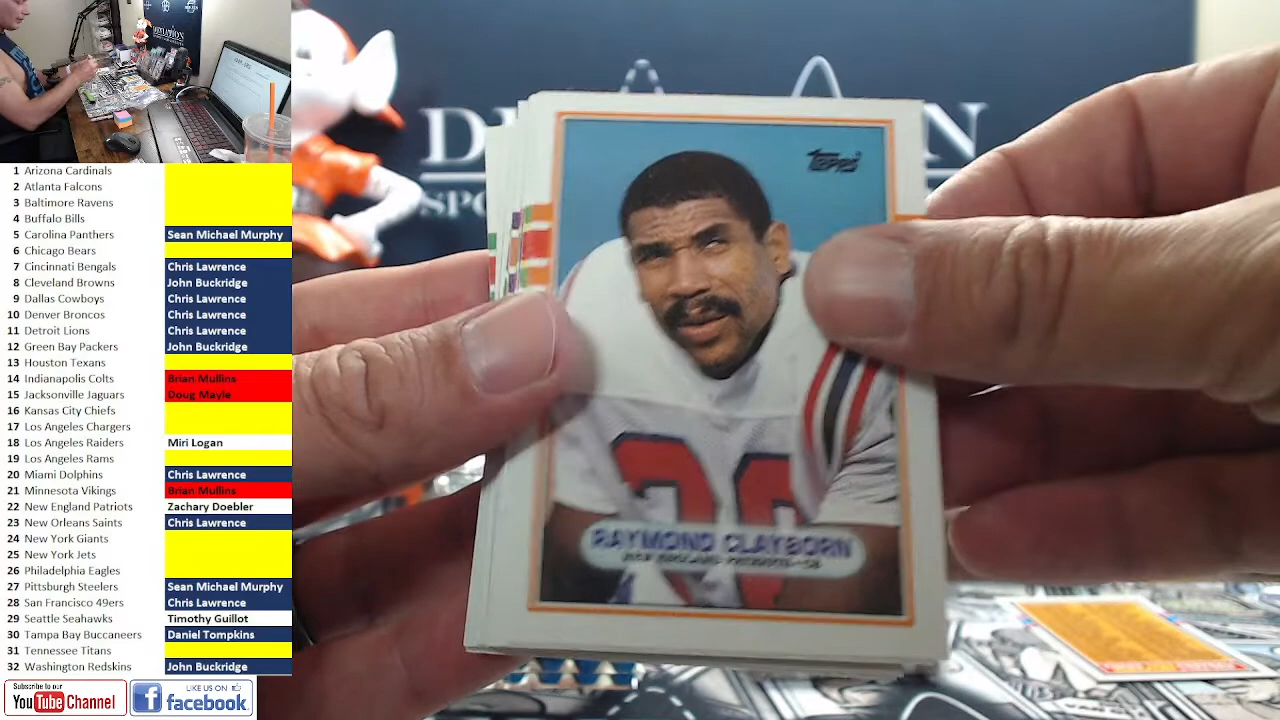 1 Arizona Cardinals
2 Atlanta Falcons
3 Baltimore Ravens
4 Buffalo Bills
5 Carolina Panthers Sean Michael Murphy
6 Chicago Bears
7 Cincinnati Bengals Chris Lawrence
8 Cleveland Browns John Buckridge
9 Dallas Cowboys Chris Lawrence
10 Denver Broncos Chris Lawrence
11 Detroit Lions Chris Lawrence
12 Green Bay Packers John Buckridge
13 Houston Texans
14 Indianapolis Colts Brian Mullins
15 Jacksonville Jaguars Doug Mayle
16 Kansas City Chiefs
17 Los Angeles Chargers
18 Los Angeles Raiders Miri Logan
19 Los Angeles Rams
20 Miami Dolphins Chris Lawrence
21 Minnesota Vikings Brian Mullins
22 New England Patriots Zachary Doebler
23 New Orleans Saints Chris Lawrence
24 New York Giants
25 New York Jets
26 Philadelphia Eagles
27 Pittsburgh Steelers Sean Michael Murphy
28 San Francisco 49ers Chris Lawrence
29 Seattle Seahawks Timothy Guillot
30 Tampa Bay Buccaneers Daniel Tompkins
31 Tennessee Titans
32 Washington Redskins John Buckridge
Subscribe to our
YouTube Channel
LIKE US ON
facebook
TOPPS
RAYMOND CLAYBORN
NEW ENGLAND PATRIOTS • CB